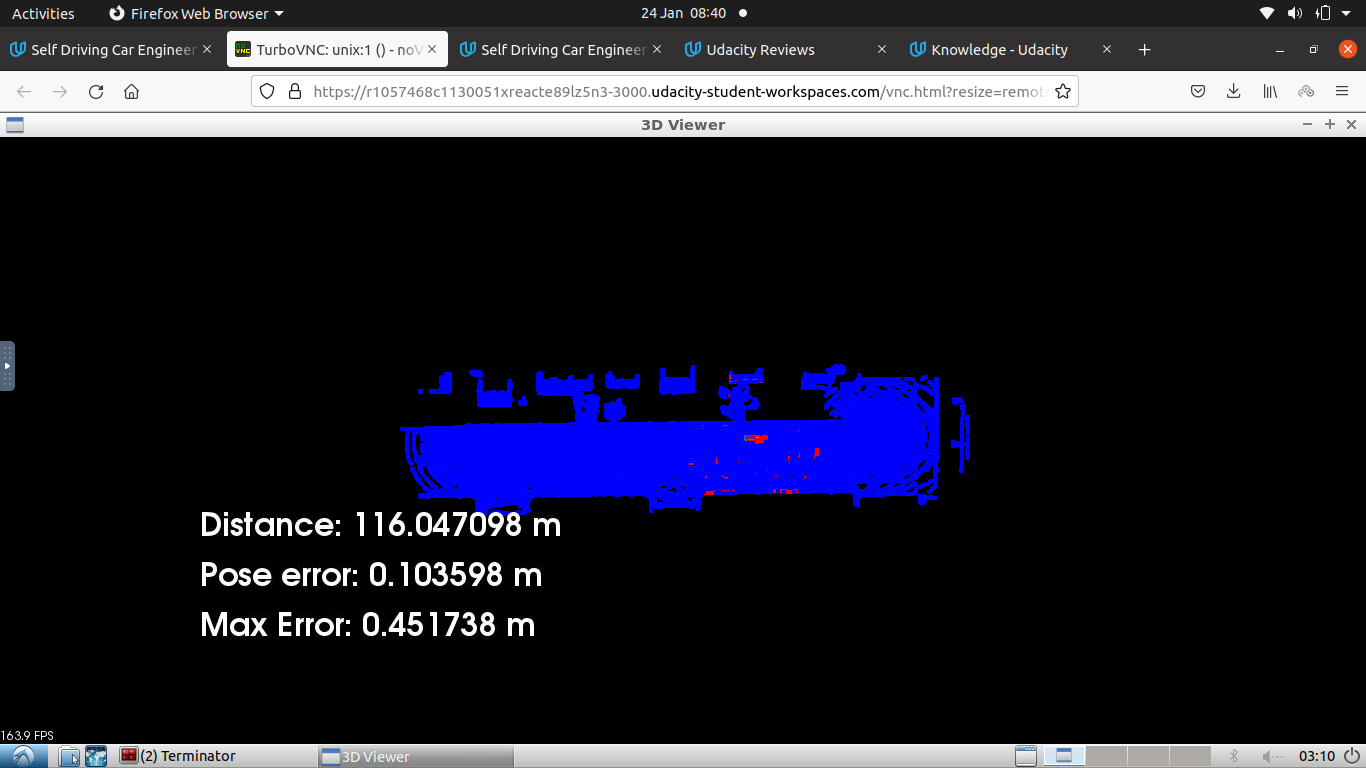 Activities
Firefox Web Browser
24 Jan 08:40
Self Driving Car Engineer
TurboVNC: unix:1 () - noV
Self Driving Car Engineer
Udacity Reviews
Knowledge - Udacity
https://r1057468c1130051xreacte89lz5n3-3000.udacity-student-workspaces.com/vnc.html?resize=remot
3D Viewer
Distance: 116.047098 m
Pose error: 0.103598 m
Max Error: 0.451738 m
163.9 FPS
(2) Terminator
3D Viewer
03:10